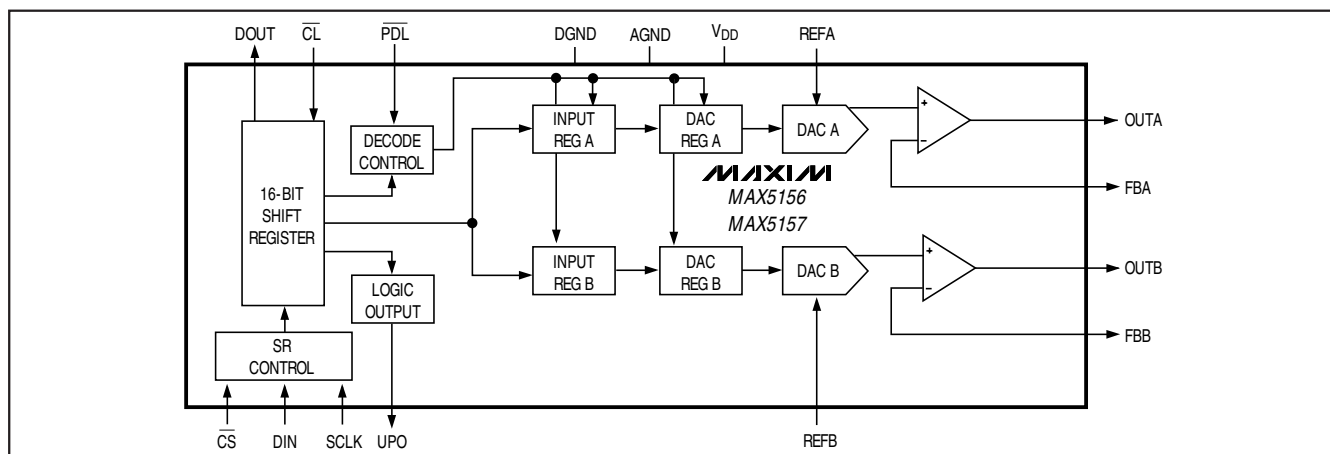 DOUT
CL
PDL
DGND
AGND
VDD
REFA
16-BIT
SHIFT
REGISTER
DECODE
CONTROL
INPUT
REG A
DAC
REG A
DAC A
+
−
OUTA
FBA
MAXIM
MAX5156
MAX5157
LOGIC
OUTPUT
INPUT
REG B
DAC
REG B
DAC B
+
−
OUTB
FBB
SR
CONTROL
CS
DIN
SCLK
UPO
REFB